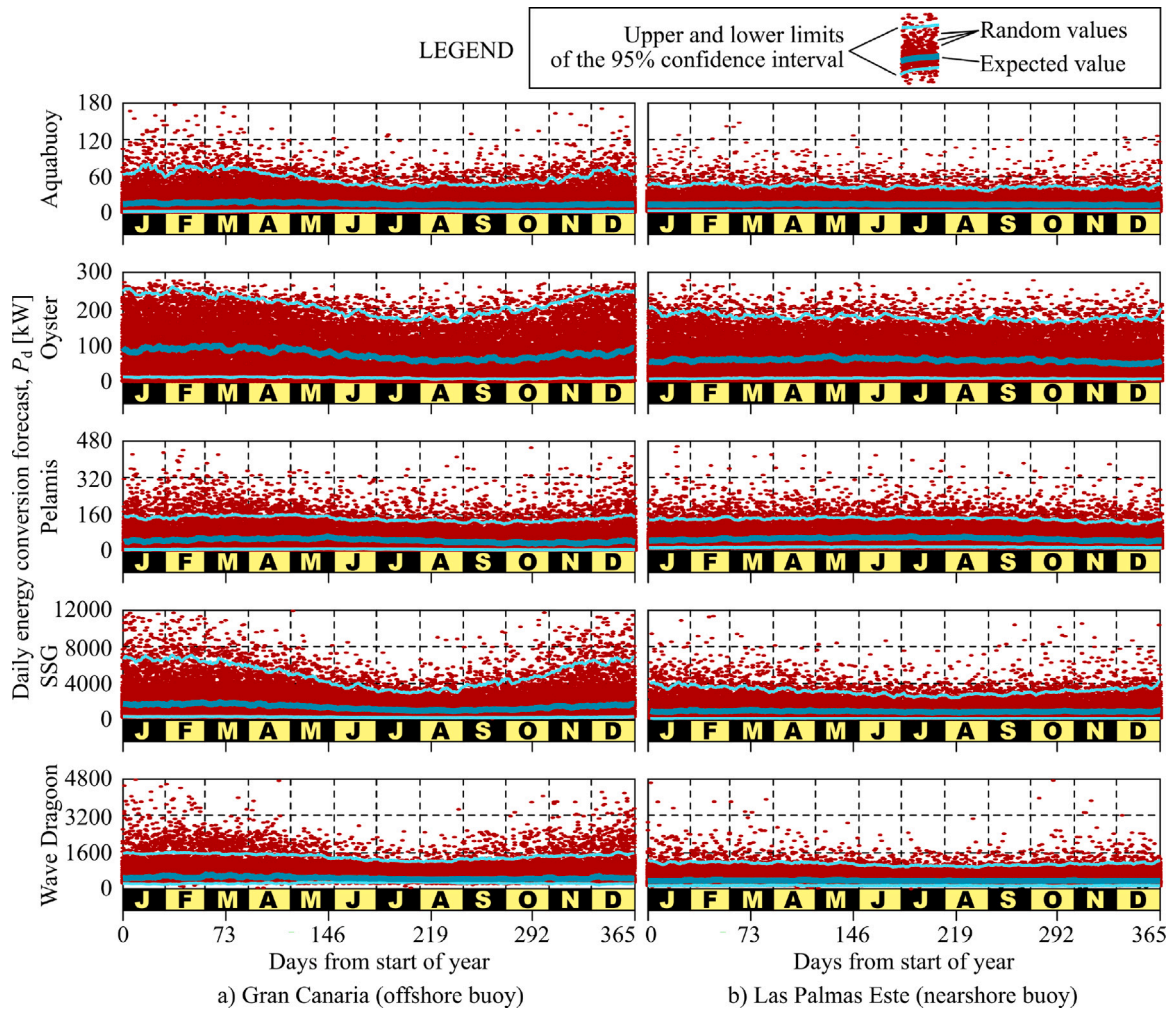 LEGEND
Upper and lower limits
of the 95% confidence interval
Random values
Expected value
Daily energy conversion forecast, Pd [kW]
Aquabuoy
180
120
60
0
J F M A M J J A S O N D
J F M A M J J A S O N D
Oyster
300
200
100
0
J F M A M J J A S O N D
J F M A M J J A S O N D
Pelamis
480
320
160
0
J F M A M J J A S O N D
J F M A M J J A S O N D
SSG
12000
8000
4000
0
J F M A M J J A S O N D
J F M A M J J A S O N D
Wave Dragoon
4800
3200
1600
0
J F M A M J J A S O N D
J F M A M J J A S O N D
0 73 146 219 292 365
0 73 146 219 292 365
Days from start of year
Days from start of year
a) Gran Canaria (offshore buoy)
b) Las Palmas Este (nearshore buoy)